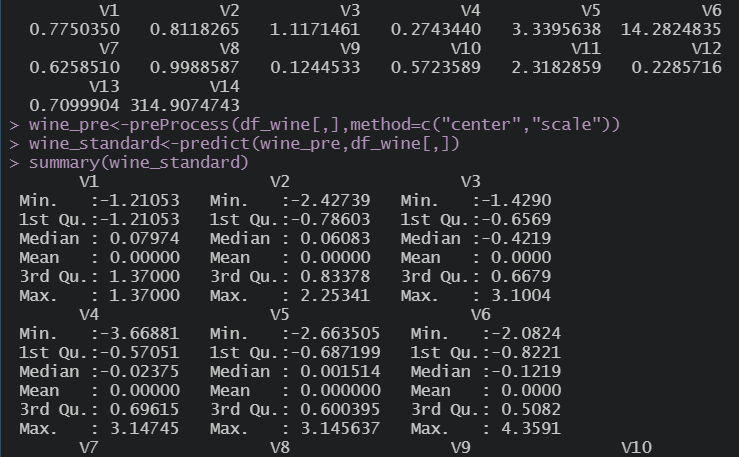 V1 V2 V3 V4 V5 V6
0.7750350 0.8118265 1.1171461 0.2743440 3.3395638 14.2824835
V7 V8 V9 V10 V11 V12
0.6258510 0.9988587 0.1244533 0.5723589 2.3182859 0.2285716
V13 V14
0.7099904 314.9074743
> wine_pre<-preProcess(df_wine[,],method=c("center","scale"))
> wine_standard<-predict(wine_pre,df_wine[,])
> summary(wine_standard)
V1 V2 V3
Min. :-1.21053 Min. :-2.42739 Min. :-1.4290
1st Qu.:-1.21053 1st Qu.:-0.78603 1st Qu.:-0.6569
Median : 0.07974 Median : 0.06083 Median :-0.4219
Mean : 0.00000 Mean : 0.00000 Mean : 0.0000
3rd Qu.: 1.37000 3rd Qu.: 0.83378 3rd Qu.: 0.6679
Max. : 1.37000 Max. : 2.25341 Max. : 3.1004
V4 V5 V6
Min. :-3.66881 Min. :-2.663505 Min. :-2.0824
1st Qu.:-0.57051 1st Qu.:-0.687199 1st Qu.:-0.8221
Median :-0.02375 Median : 0.001514 Median :-0.1219
Mean : 0.00000 Mean : 0.000000 Mean : 0.0000
3rd Qu.: 0.69615 3rd Qu.: 0.600395 3rd Qu.: 0.5082
Max. : 3.14745 Max. : 3.145637 Max. : 4.3591
V7 V8 V9 V10